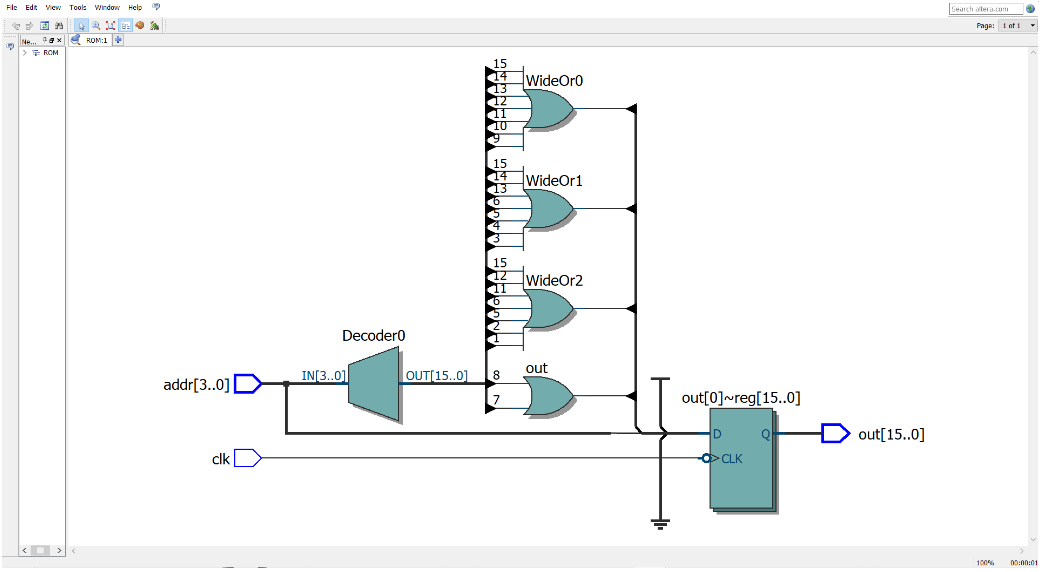 File Edit View Tools Window Help
Search altera.com
Page: 1 of 1
Ne...
ROM:1
ROM
15
14
13
12
11
10
9
WideOr0
15
14
13
6
5
4
3
WideOr1
15
12
11
6
5
2
1
WideOr2
Decoder0
addr[3..0]
IN[3..0]
OUT[15..0]
8
7
out
out[0]~reg[15..0]
D
Q
CLK
out[15..0]
clk
100% 00:00:01